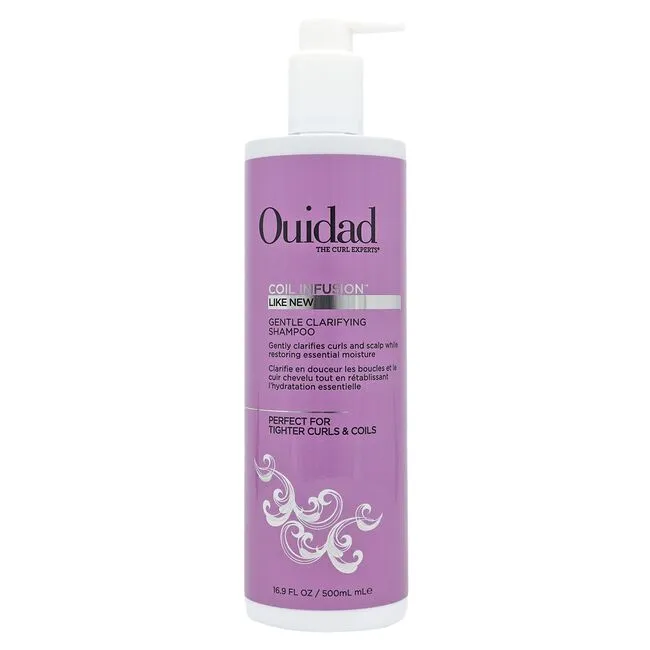 Ouidad
THE CURL EXPERTS®
COIL INFUSION™
LIKE NEW
GENTLE CLARIFYING
SHAMPOO
Gently clarifies curls and scalp while
restoring essential moisture
Clarifie en douceur les boucles et le
cuir chevelu tout en rétablissant
l'hydratation essentielle
PERFECT FOR
TIGHTER CURLS & COILS
16.9 FL OZ / 500mL mLe